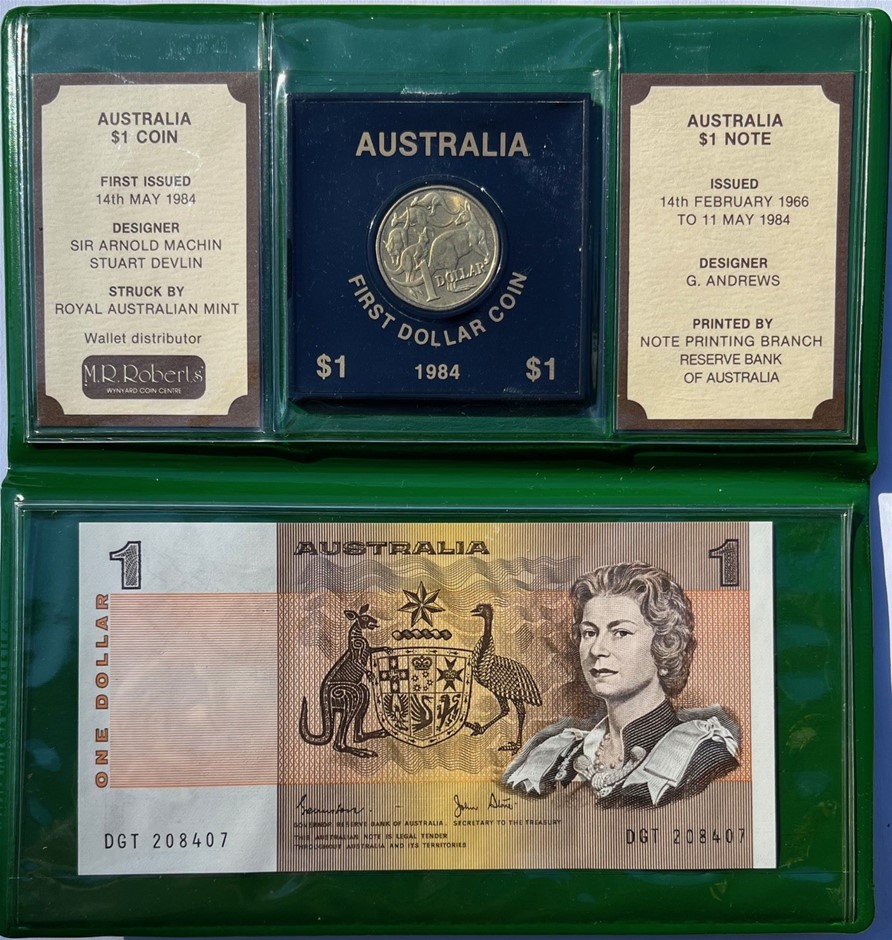 AUSTRALIA
$1 COIN
FIRST ISSUED
14th MAY 1984
DESIGNER
SIR ARNOLD MACHIN
STUART DEVLIN
STRUCK BY
ROYAL AUSTRALIAN MINT
Wallet distributor
M.R. Roberts
WYNYARD COIN CENTRE
AUSTRALIA
1 DOLLAR
FIRST DOLLAR COIN
$1 1984 $1
AUSTRALIA
$1 NOTE
ISSUED
14th FEBRUARY 1966
TO 11 MAY 1984
DESIGNER
G. ANDREWS
PRINTED BY
NOTE PRINTING BRANCH
RESERVE BANK
OF AUSTRALIA
1 AUSTRALIA 1
ONE DOLLAR
GOVERNOR RESERVE BANK OF AUSTRALIA. SECRETARY TO THE TREASURY
THIS AUSTRALIAN NOTE IS LEGAL TENDER
THROUGHOUT AUSTRALIA AND ITS TERRITORIES
DGT 208407 DGT 208407